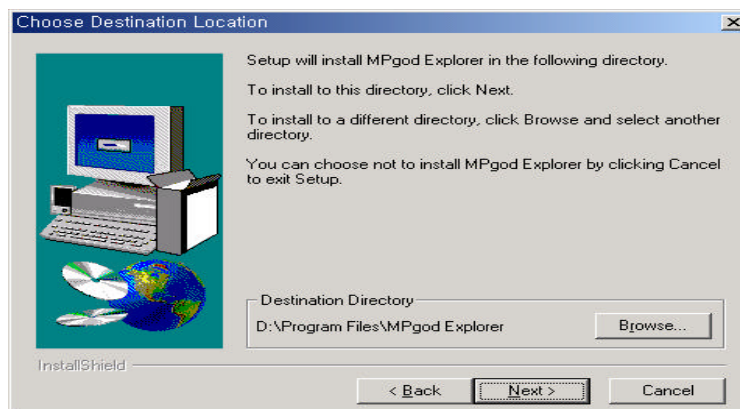 Choose Destination Location
Setup will install MPgod Explorer in the following directory.
To install to this directory, click Next.
To install to a different directory, click Browse and select another
directory.
You can choose not to install MPgod Explorer by clicking Cancel
to exit Setup.
Destination Directory
D:\Program Files\MPgod Explorer
Browse...
InstallShield
< Back
Next >
Cancel